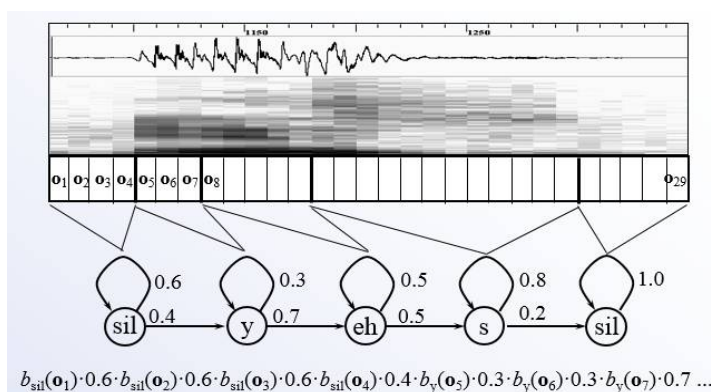 1150 1250
o1 o2 o3 o4 o5 o6 o7 o8 o29
0.6 0.3 0.5 0.8 1.0
sil 0.4 y 0.7 eh 0.5 s 0.2 sil
bsil(o1)·0.6·bsil(o2)·0.6·bsil(o3)·0.6·bsil(o4)·0.4·by(o5)·0.3·by(o6)·0.3·by(o7)·0.7 ...